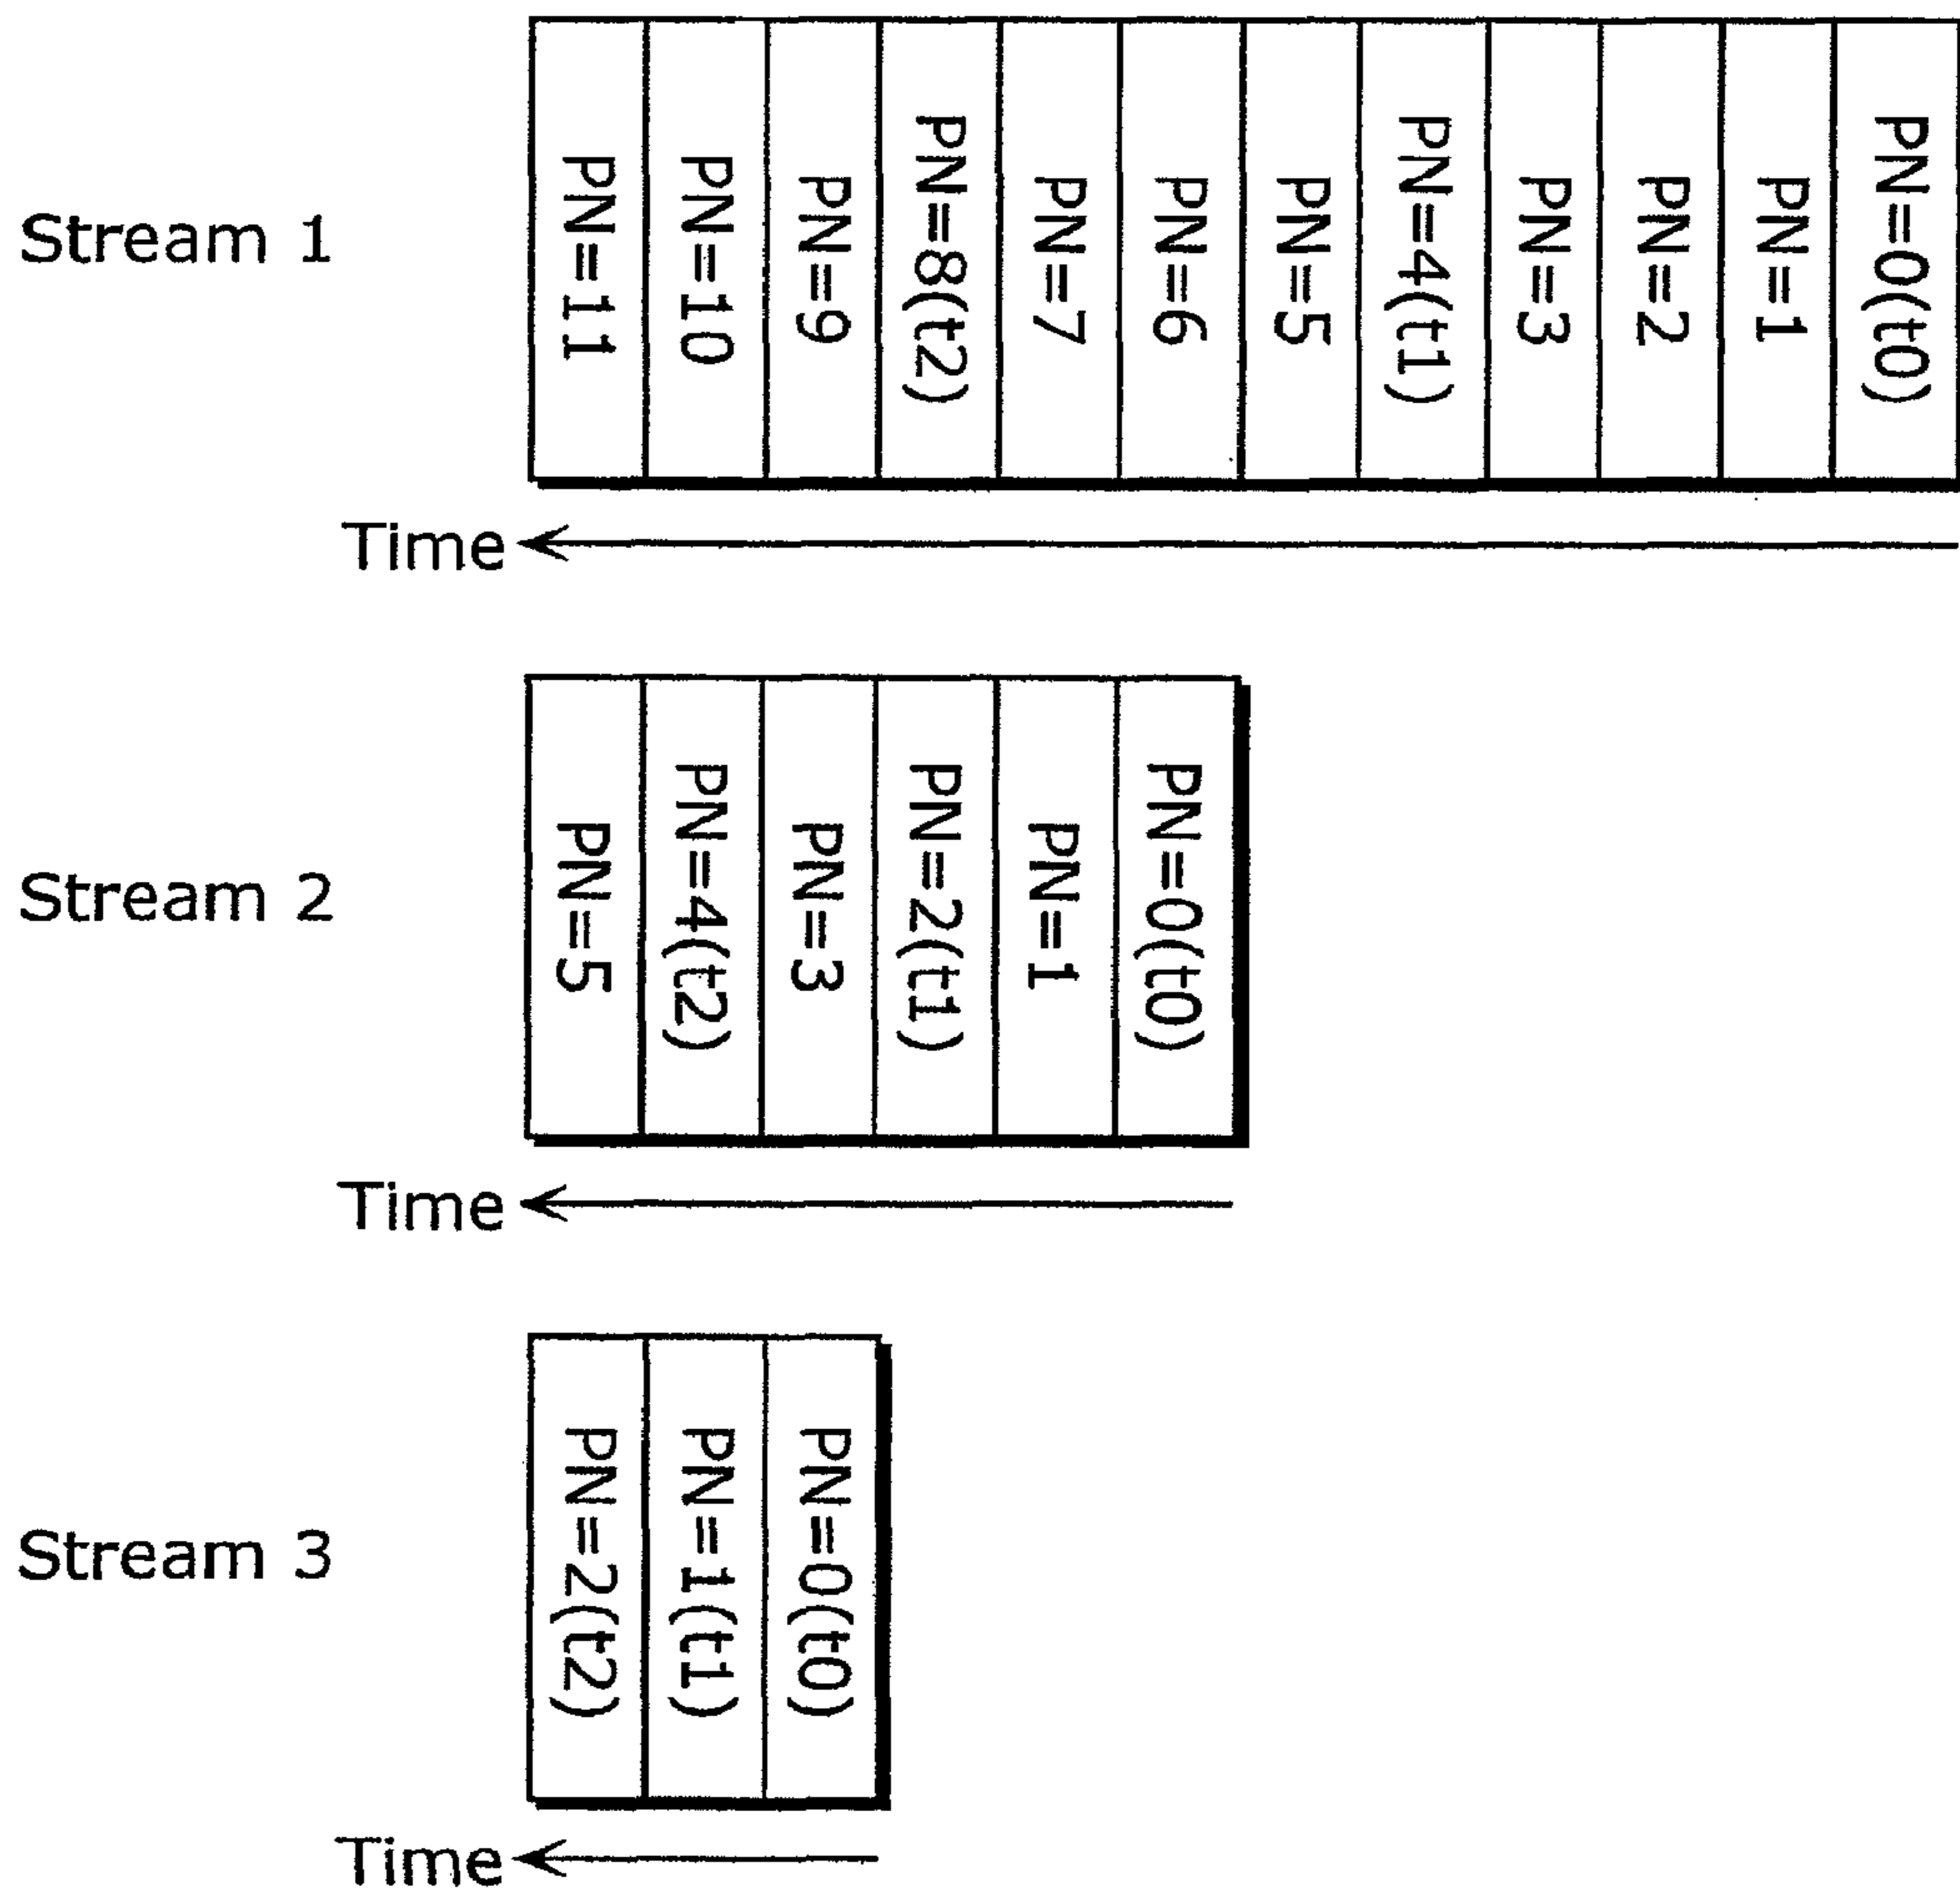 Stream 1
PN=11
PN=10
PN=9
PN=8(t2)
PN=7
PN=6
PN=5
PN=4(t1)
PN=3
PN=2
PN=1
PN=0(t0)
Time
Stream 2
PN=5
PN=4(t2)
PN=3
PN=2(t1)
PN=1
PN=0(t0)
Time
Stream 3
PN=2(t2)
PN=1(t1)
PN=0(t0)
Time